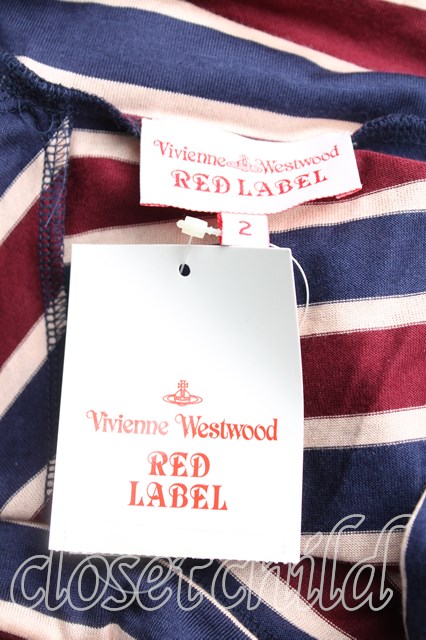 Vivienne Westwood
RED LABEL
2
Vivienne Westwood
RED
LABEL
closetchild